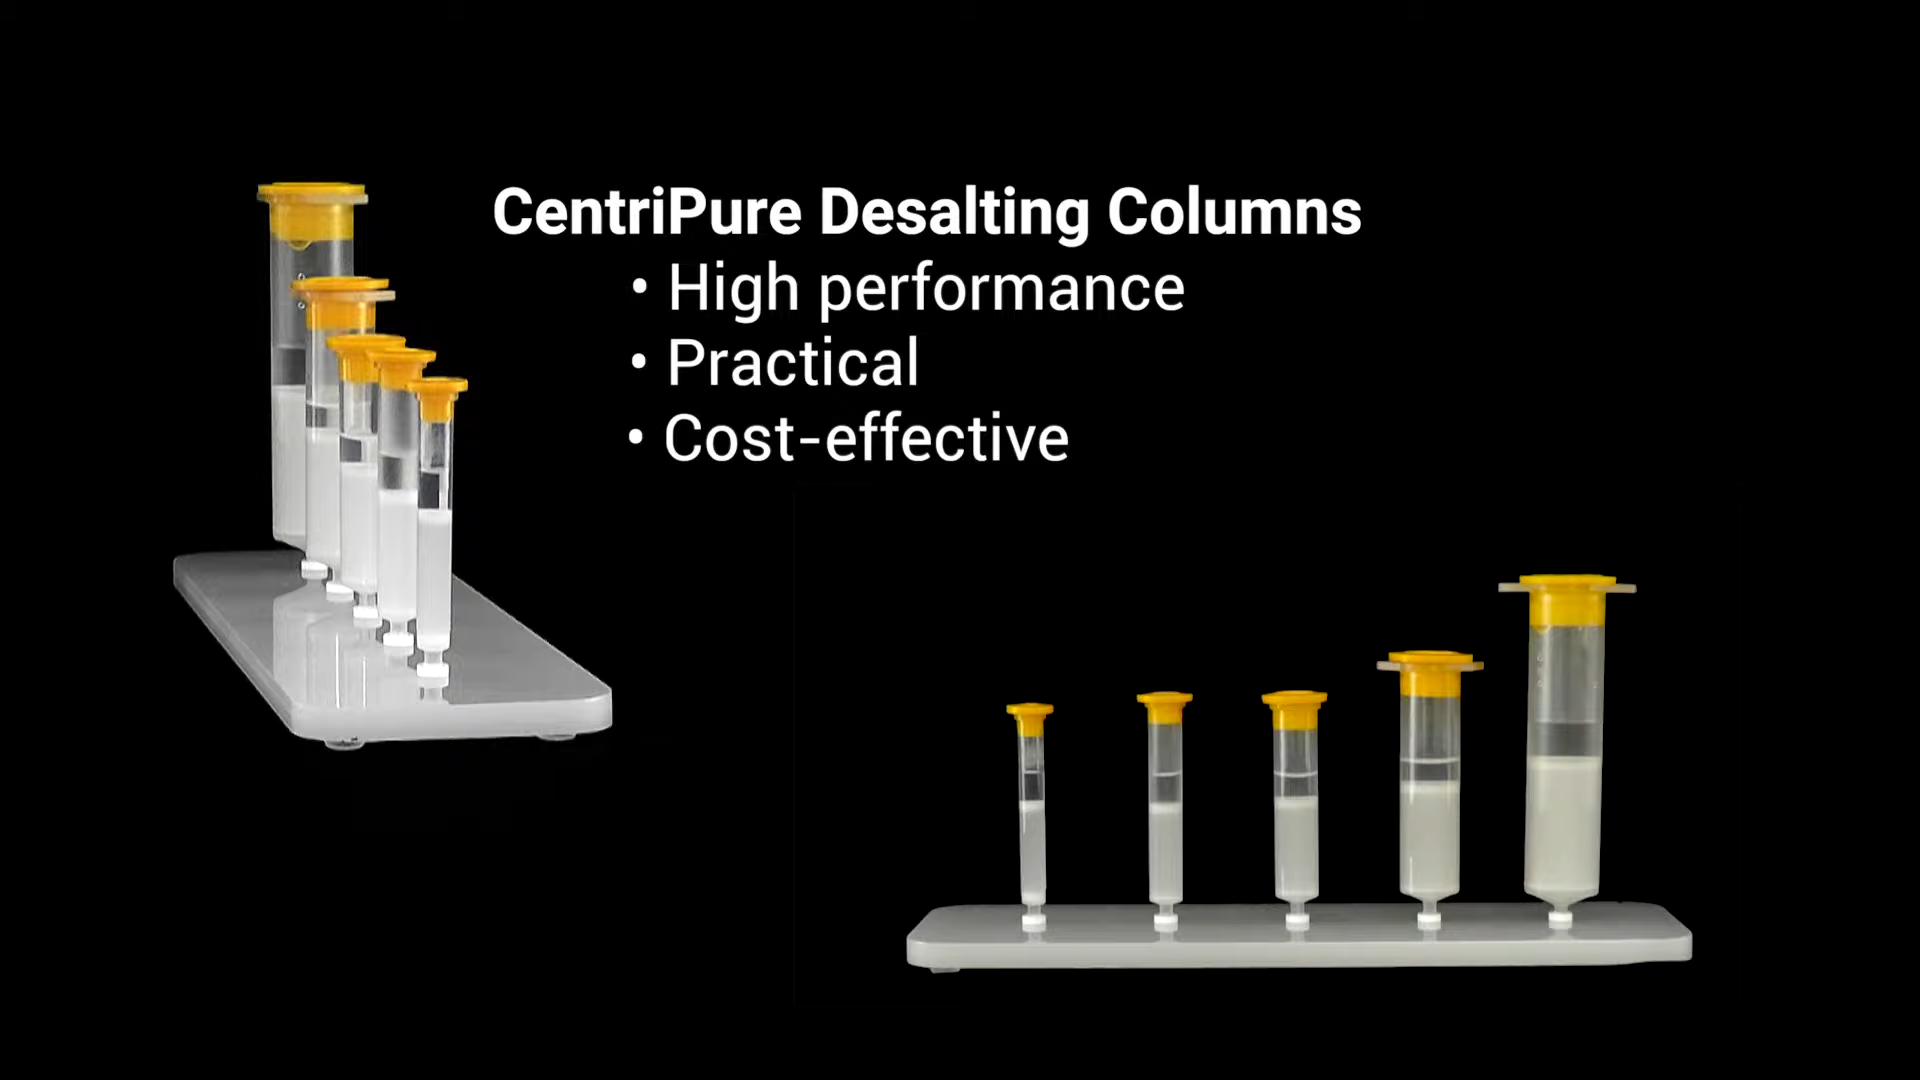 CentriPure Desalting Columns
• High performance
• Practical
• Cost-effective